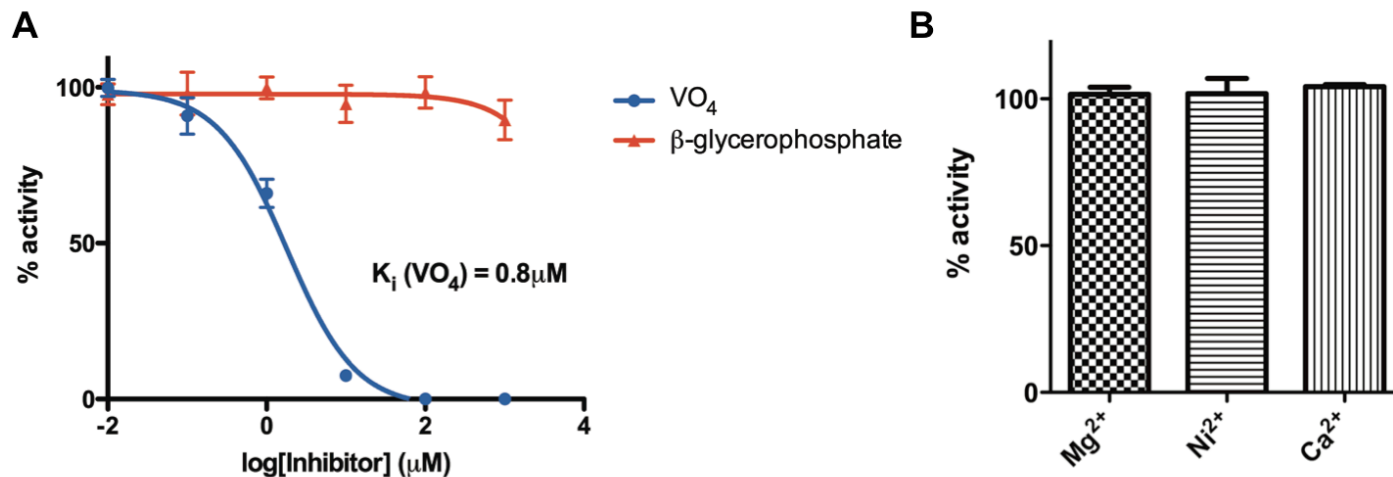 A
% activity
100
50
0
-2
0
2
4
log[Inhibitor] (μM)
Kᵢ (VO₄) = 0.8μM
VO₄
β-glycerophosphate
B
% activity
100
50
0
Mg²⁺
Ni²⁺
Ca²⁺